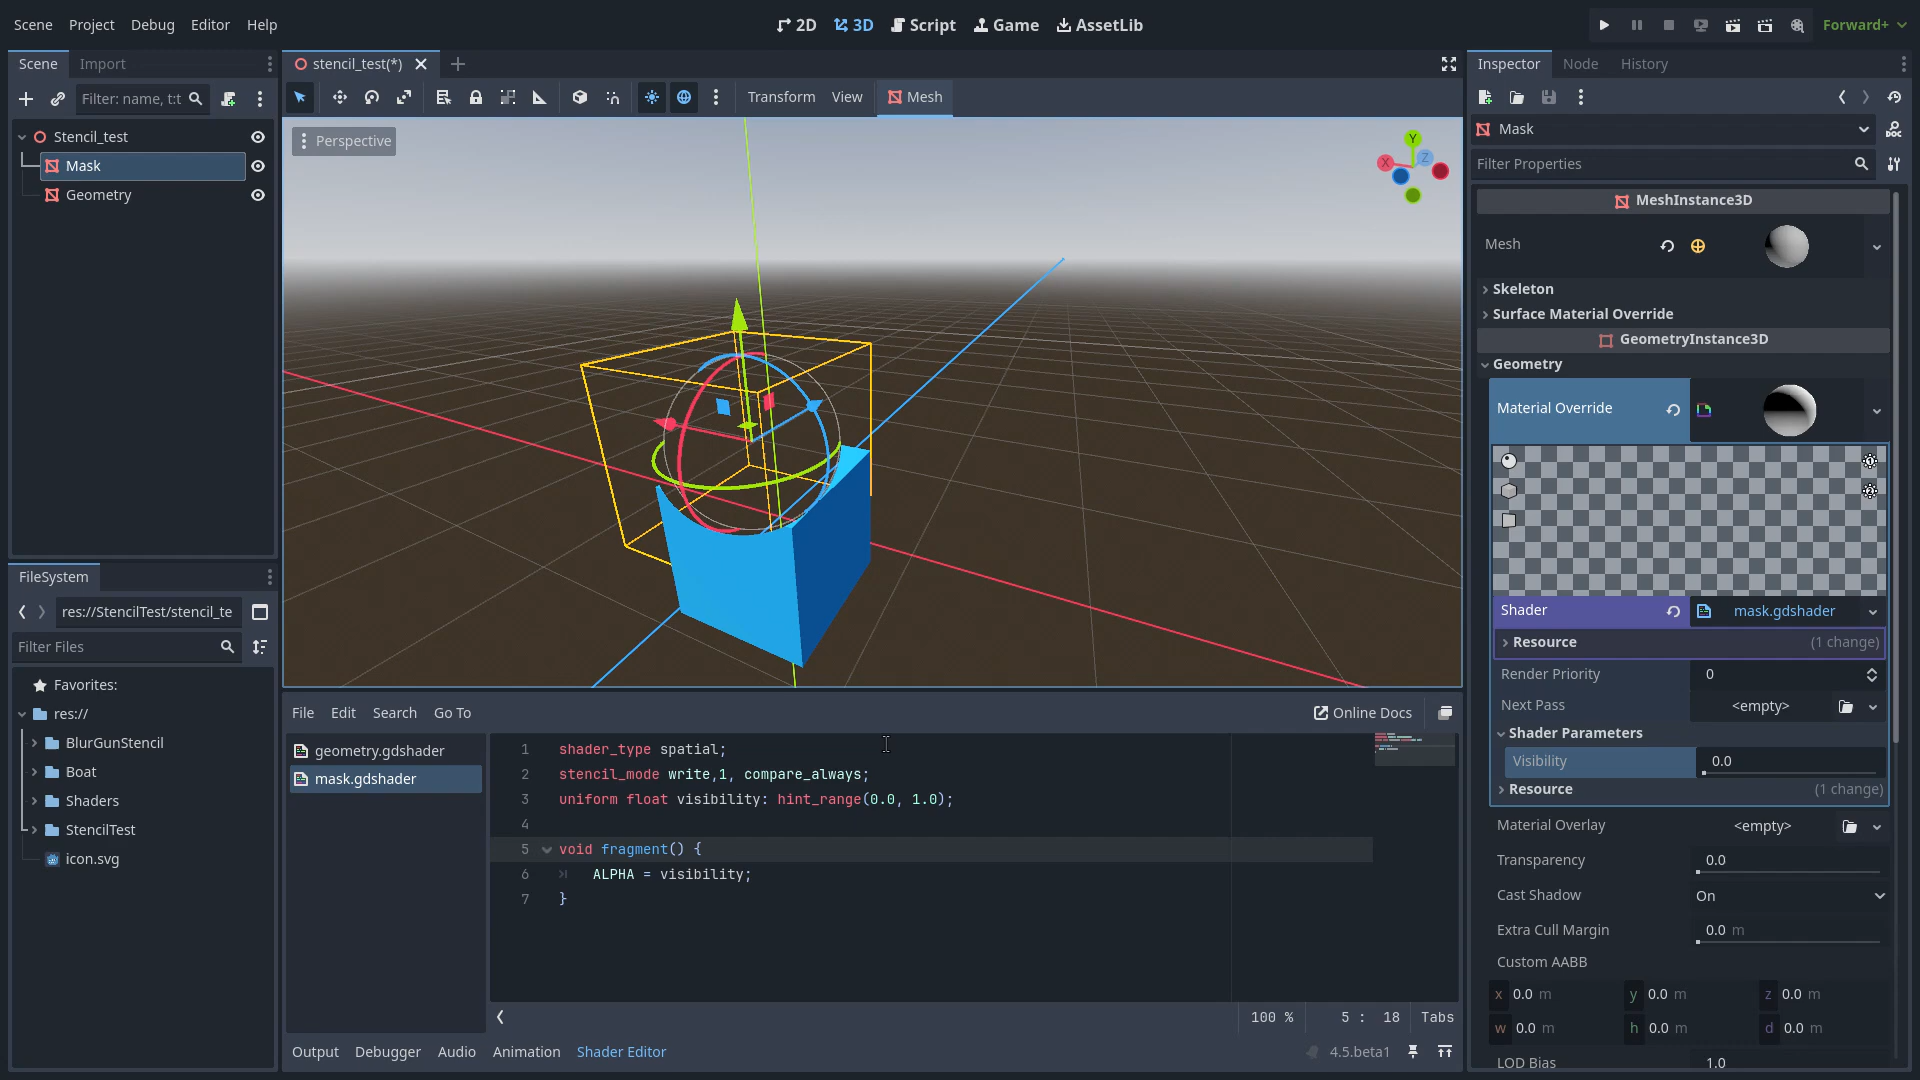 Scene Project Debug Editor Help
2D 3D Script Game AssetLib
Forward+
Scene Import
Filter: name, t:t
Stencil_test
Mask
Geometry
FileSystem
res://StencilTest/stencil_te
Filter Files
Favorites:
res://
BlurGunStencil
Boat
Shaders
StencilTest
icon.svg
stencil_test(*)
Transform View Mesh
Perspective
Y
X
Z
File Edit Search Go To
Online Docs
geometry.gdshader
mask.gdshader
1 shader_type spatial;
2 stencil_mode write,1, compare_always;
3 uniform float visibility: hint_range(0.0, 1.0);
4
5 void fragment() {
6 ALPHA = visibility;
7 }
100 % 5 : 18 Tabs
Output Debugger Audio Animation Shader Editor
4.5.beta1
Inspector Node History
Mask
DOC
Filter Properties
MeshInstance3D
Mesh
Skeleton
Surface Material Override
GeometryInstance3D
Geometry
Material Override
1
2
Shader mask.gdshader
Resource (1 change)
Render Priority 0
Next Pass <empty>
Shader Parameters
Visibility 0.0
Resource (1 change)
Material Overlay <empty>
Transparency 0.0
Cast Shadow On
Extra Cull Margin 0.0 m
Custom AABB
x 0.0 m y 0.0 m z 0.0 m
w 0.0 m h 0.0 m d 0.0 m
LOD Bias 1.0